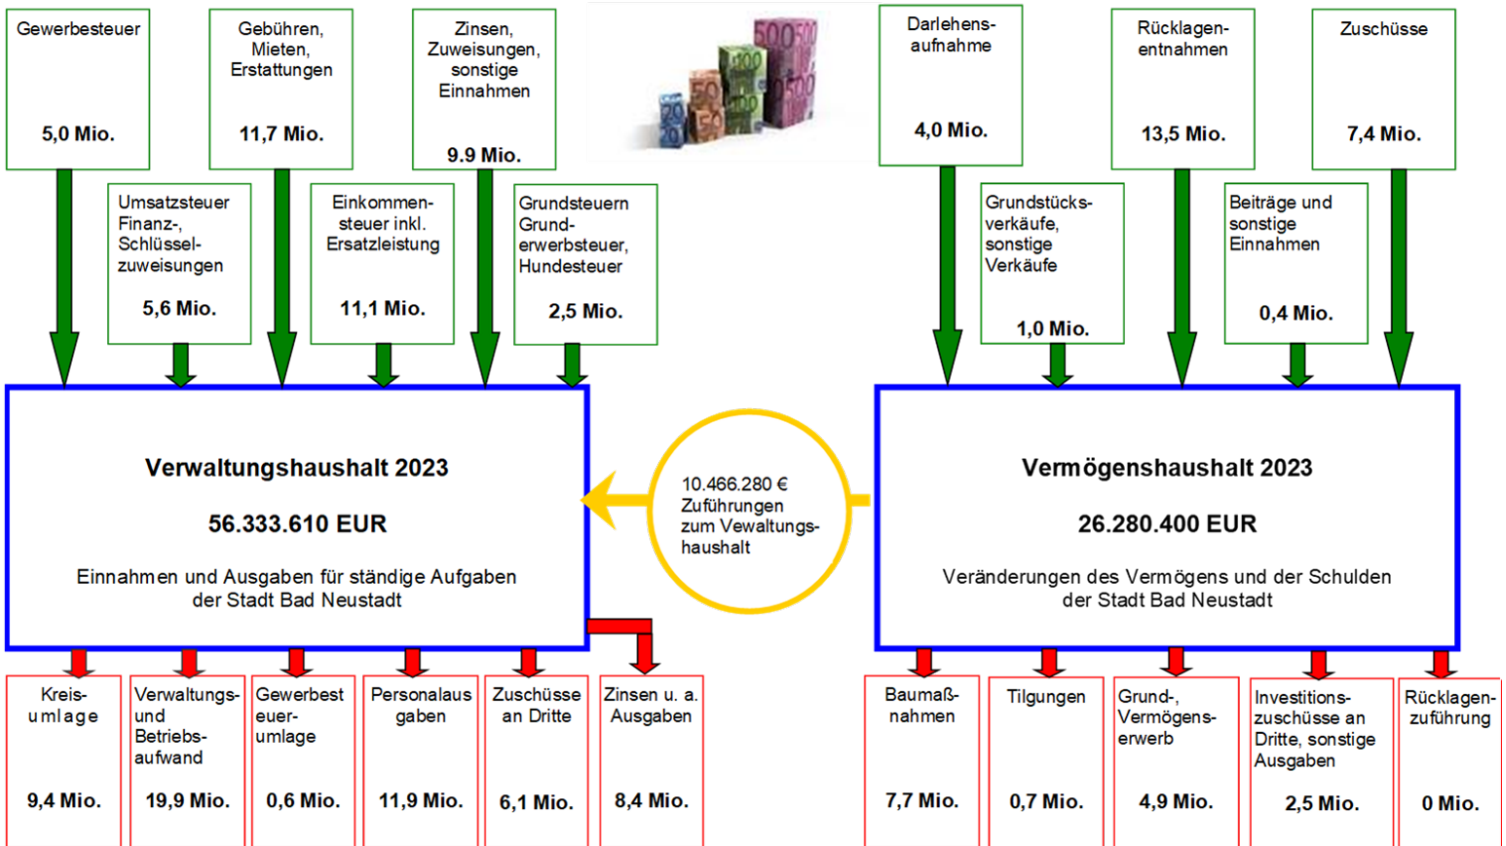 Gewerbesteuer
5,0 Mio.
Gebühren,
Mieten,
Erstattungen
11,7 Mio.
Zinsen,
Zuweisungen,
sonstige
Einnahmen
9.9 Mio.
Umsatzsteuer
Finanz-,
Schlüssel-
zuweisungen
5,6 Mio.
Einkommen-
steuer inkl.
Ersatzleistung
11,1 Mio.
Grundsteuern
Grund-
erwerbsteuer,
Hundesteuer
2,5 Mio.
500
500
100
100
50
50
20
20
Darlehens-
aufnahme
4,0 Mio.
Rücklagen-
entnahmen
13,5 Mio.
Zuschüsse
7,4 Mio.
Grundstücks-
verkäufe,
sonstige
Verkäufe
1,0 Mio.
Beiträge und
sonstige
Einnahmen
0,4 Mio.
Verwaltungshaushalt 2023
56.333.610 EUR
Einnahmen und Ausgaben für ständige Aufgaben
der Stadt Bad Neustadt
10.466.280 €
Zuführungen
zum Vewaltungs-
haushalt
Vermögenshaushalt 2023
26.280.400 EUR
Veränderungen des Vermögens und der Schulden
der Stadt Bad Neustadt
Kreis-
umlage
9,4 Mio.
Verwaltungs-
und
Betriebs-
aufwand
19,9 Mio.
Gewerbest
euer-
umlage
0,6 Mio.
Personalaus
gaben
11,9 Mio.
Zuschüsse
an Dritte
6,1 Mio.
Zinsen u. a.
Ausgaben
8,4 Mio.
Baumaß-
nahmen
7,7 Mio.
Tilgungen
0,7 Mio.
Grund-,
Vermögens-
erwerb
4,9 Mio.
Investitions-
zuschüsse an
Dritte, sonstige
Ausgaben
2,5 Mio.
Rücklagen-
zuführung
0 Mio.